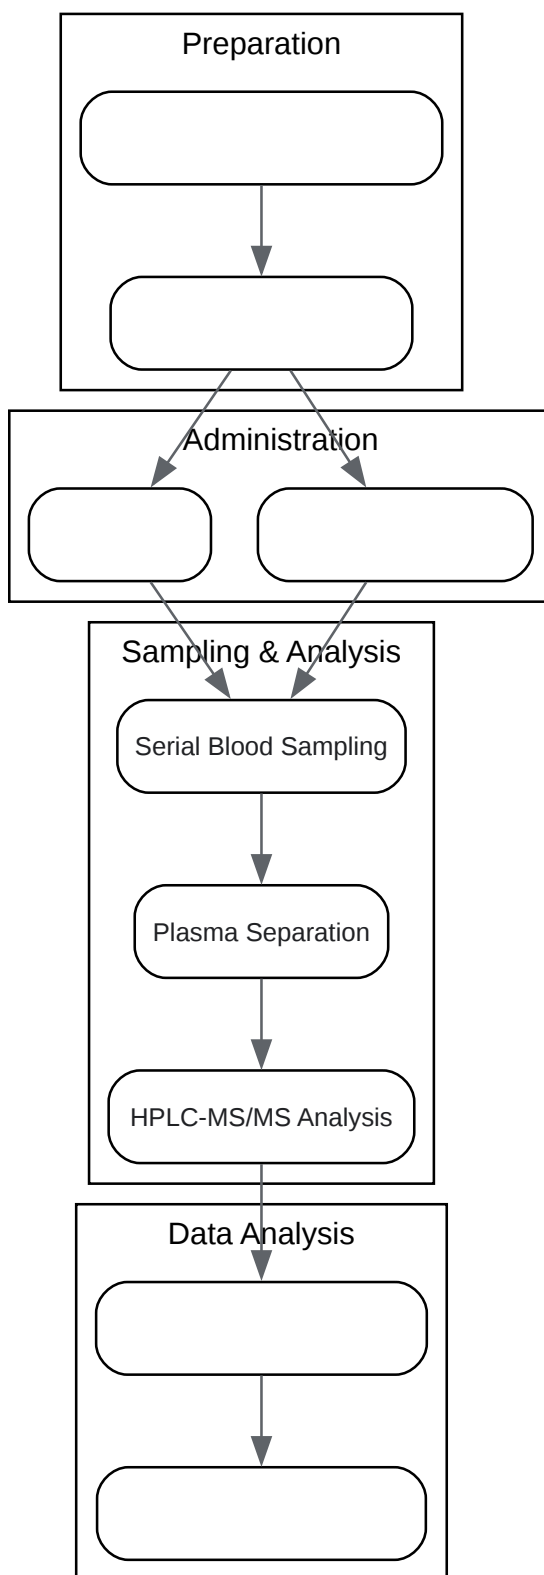 Preparation
Administration
Sampling & Analysis
Serial Blood Sampling
Plasma Separation
HPLC-MS/MS Analysis
Data Analysis